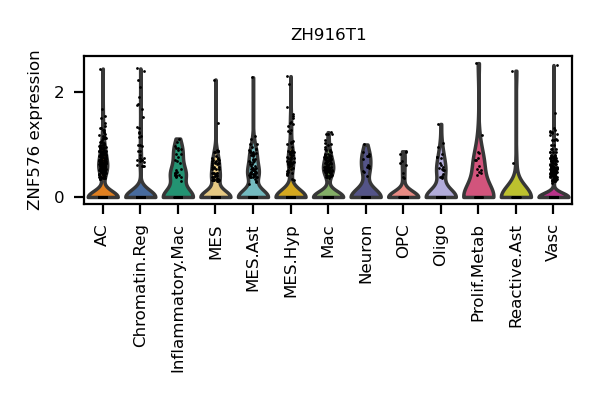 ZH916T1
ZNF576 expression
2
0
AC
Chromatin.Reg
Inflammatory.Mac
MES
MES.Ast
MES.Hyp
Mac
Neuron
OPC
Oligo
Prolif.Metab
Reactive.Ast
Vasc